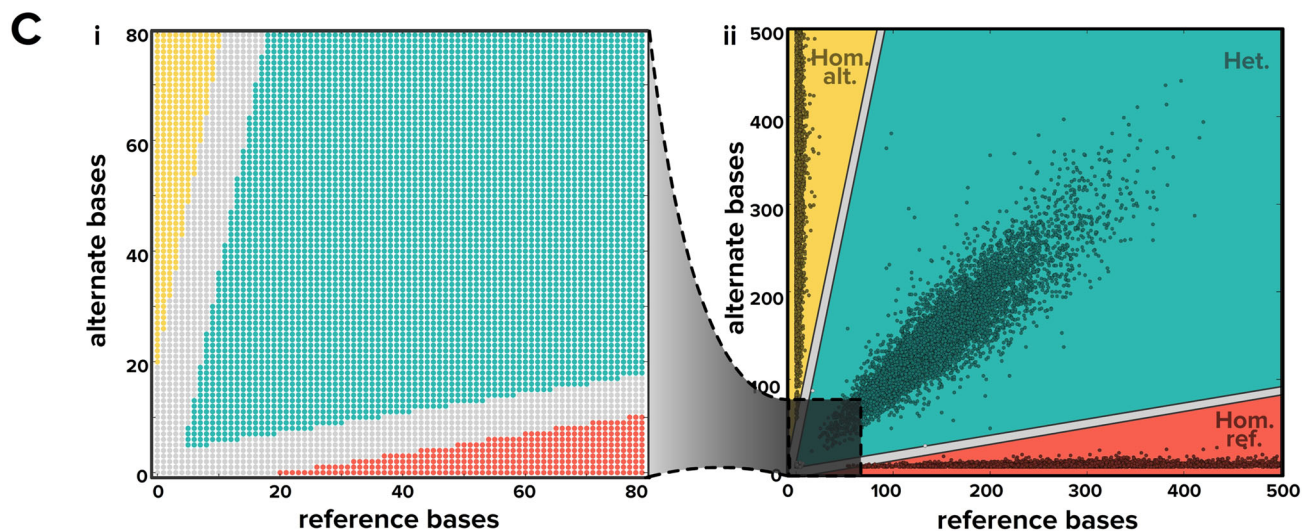 C
i
80
60
40
20
0
alternate bases
0 20 40 60 80
reference bases
ii
500
400
300
200
100
0
alternate bases
Hom.
alt.
Het.
Hom.
ref.
0 100 200 300 400 500
reference bases